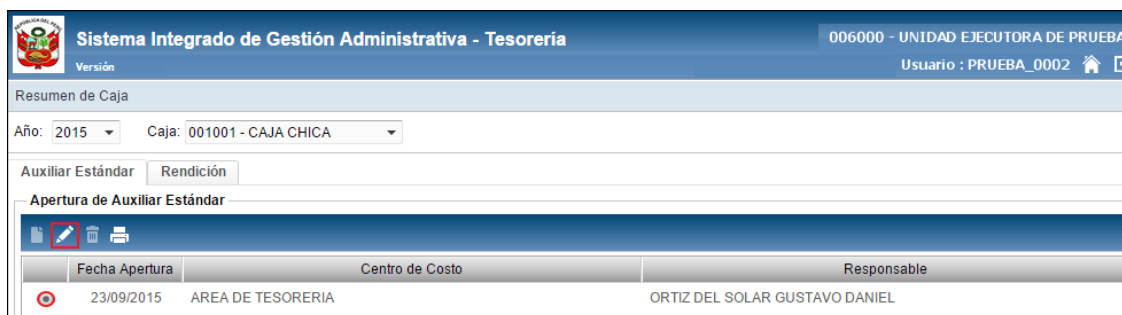 Sistema Integrado de Gestión Administrativa - Tesorería
006000 - UNIDAD EJECUTORA DE PRUEBA
Versión
Usuario : PRUEBA_0002
Resumen de Caja
Año: 2015 Caja: 001001 - CAJA CHICA
Auxiliar Estándar Rendición
Apertura de Auxiliar Estándar
Fecha Apertura Centro de Costo Responsable
23/09/2015 AREA DE TESORERIA ORTIZ DEL SOLAR GUSTAVO DANIEL